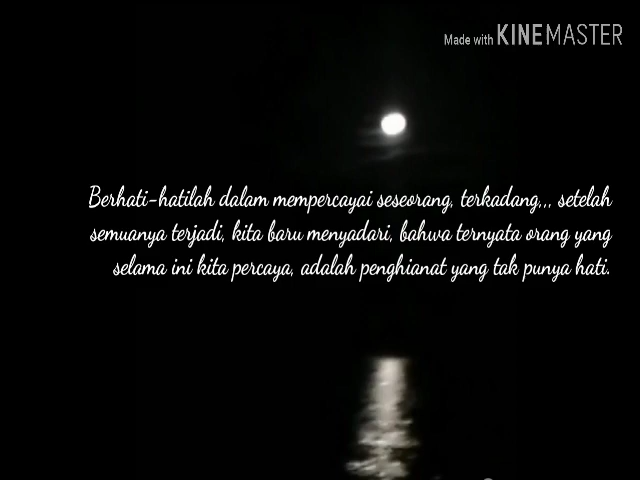 Made with KINEMASTER
Berhati-hatilah dalam mempercayai seseorang, terkadang,,, setelah
semuanya terjadi, kita baru menyadari, bahwa ternyata orang yang
selama ini kita percaya, adalah penghianat yang tak punya hati.